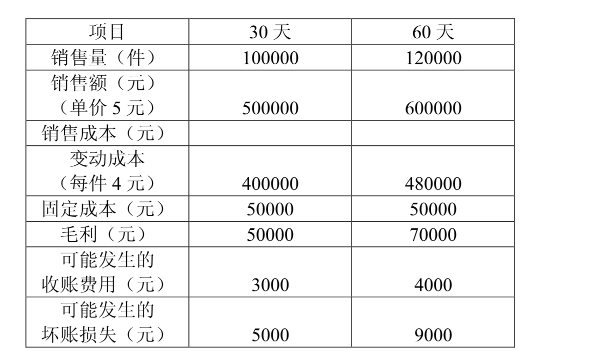 项目 30 天 60 天
销售量（件） 100000 120000
销售额（元）
（单价 5 元） 500000 600000
销售成本（元）
变动成本
（每件 4 元） 400000 480000
固定成本（元） 50000 50000
毛利（元） 50000 70000
可能发生的
收账费用（元） 3000 4000
可能发生的
坏账损失（元） 5000 9000